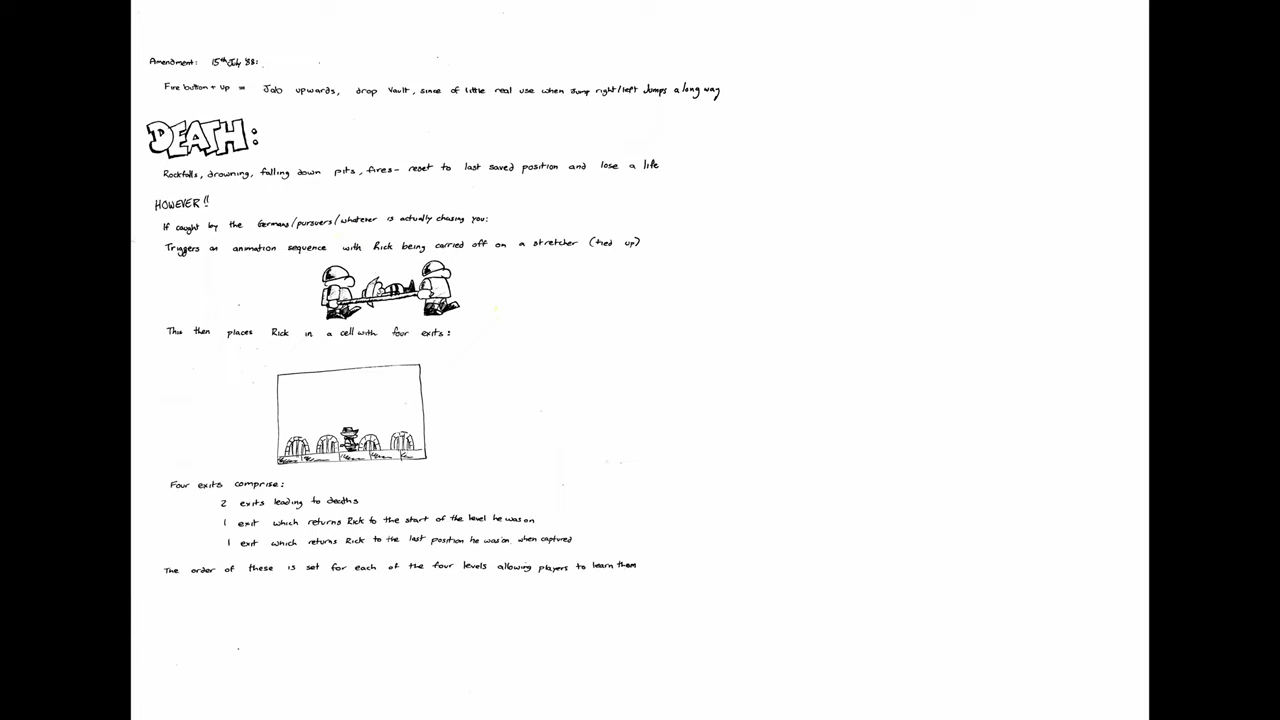 Amendment: 15th July '88:
Fire button + up = Jab upwards, drop Vault, since of little real use when Jump right/left Jumps a long way
DEATH:
Rockfalls, drowning, falling down pits, fires - reset to last saved position and lose a life
HOWEVER!!
If caught by the Germans/pursuers/whatever is actually chasing you:
Triggers an animation sequence with Rick being carried off on a stretcher (tied up)
This then places Rick in a cell with four exits:
Four exits comprise:
2 exits leading to deaths
1 exit which returns Rick to the start of the level he was on
1 exit which returns Rick to the last position he was on when captured
The order of these is set for each of the four levels allowing players to learn them